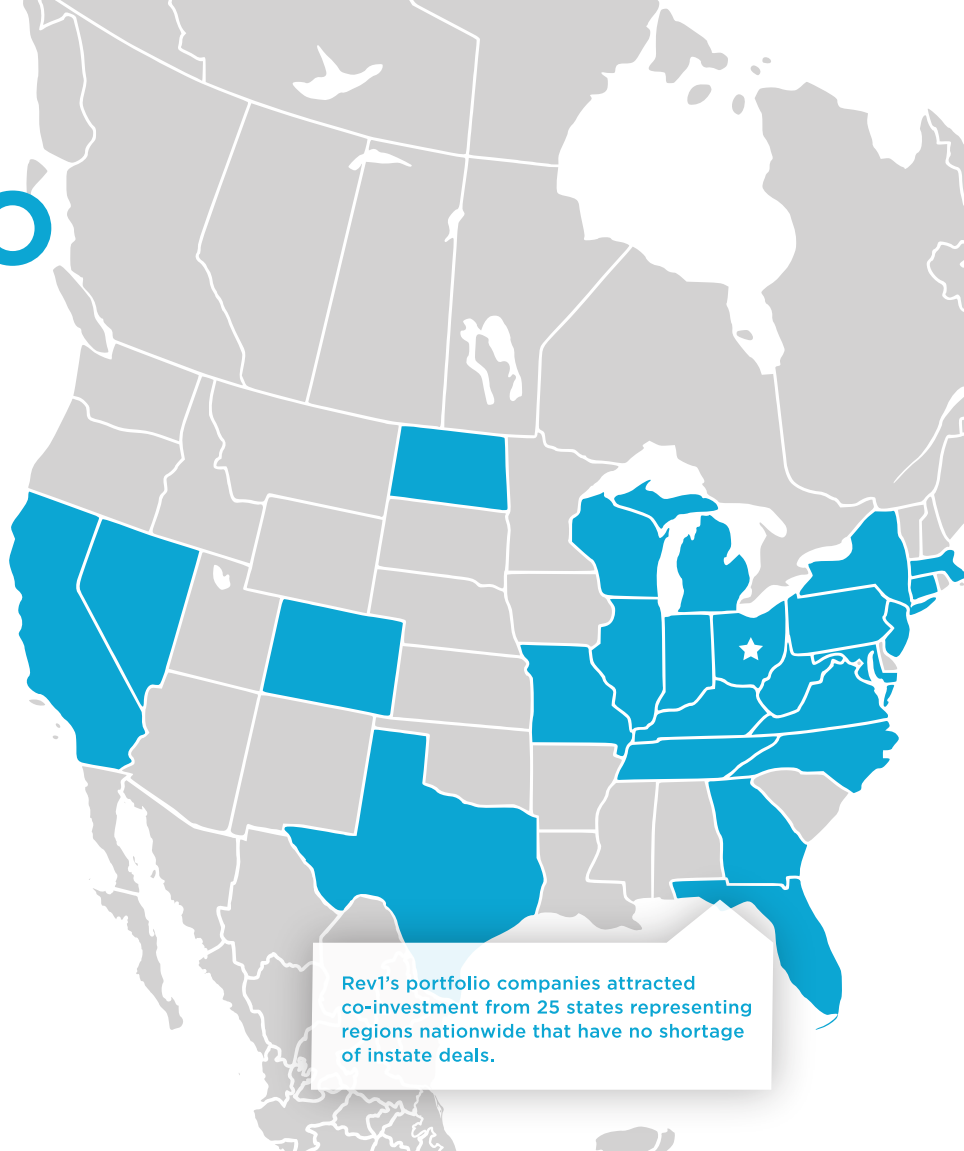 Rev1's portfolio companies attracted
co-investment from 25 states representing
regions nationwide that have no shortage
of instate deals.